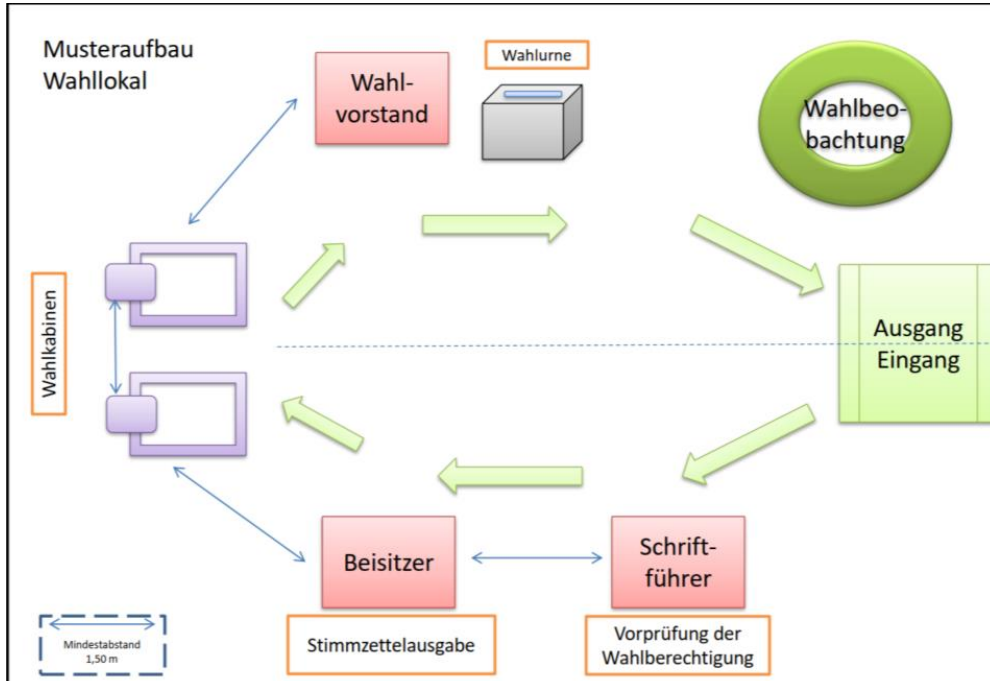 Musteraufbau
Wahllokal
Wahl-
vorstand
Wahlurne
Wahlbeo-
bachtung
Wahlkabinen
Ausgang
Eingang
Beisitzer
Schrift-
führer
Stimmzettelausgabe
Vorprüfung der
Wahlberechtigung
Mindestabstand
1,50 m